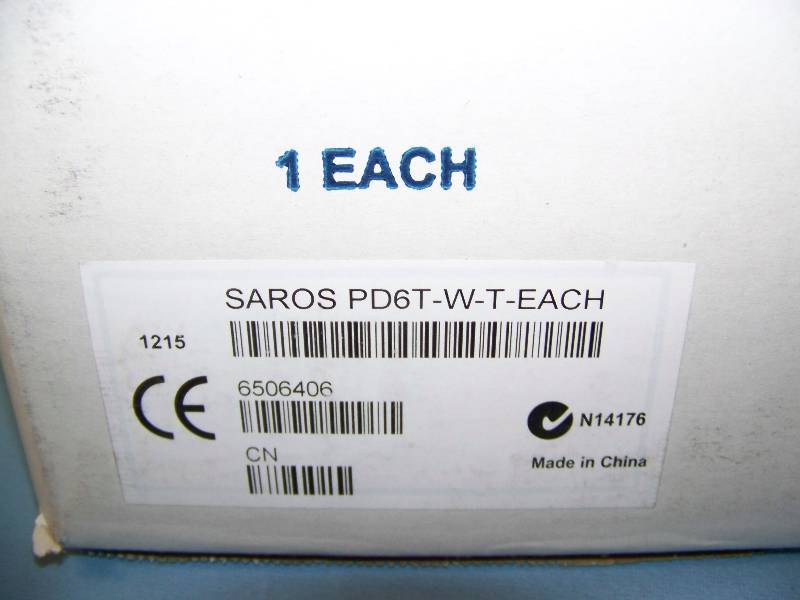 1 EACH
SAROS PD6T-W-T-EACH
1215
CE
6506406
N14176
CN
Made in China